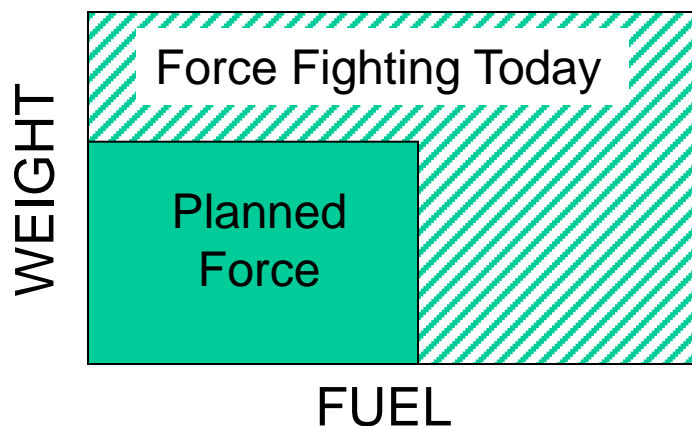 Force Fighting Today
WEIGHT
Planned
Force
FUEL